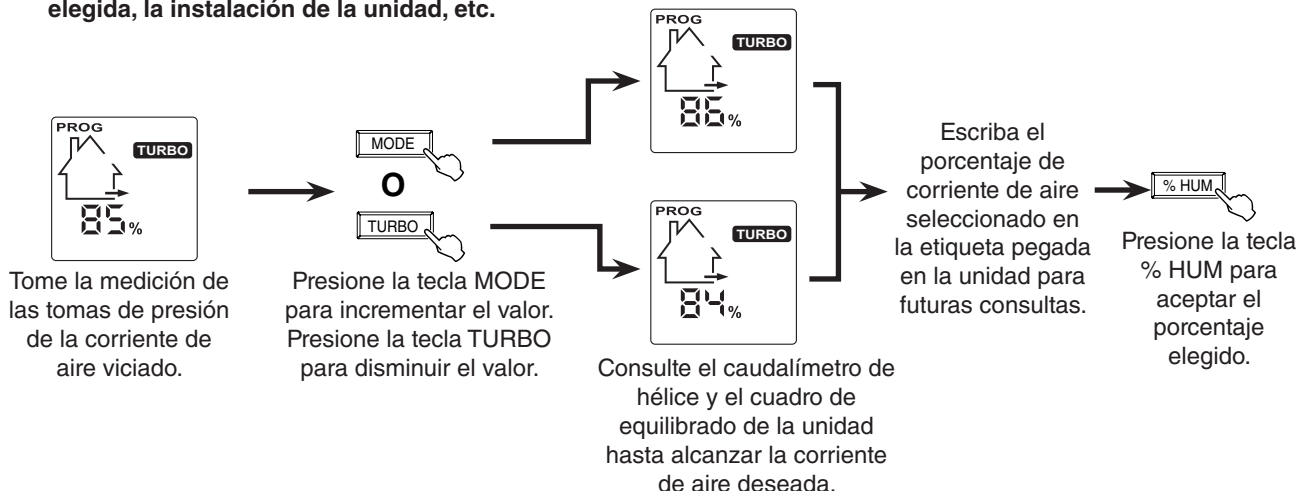 elegida, la instalación de la unidad, etc.
PROG
TURBO
85%
Tome la medición de
las tomas de presión
de la corriente de
aire viciado.
MODE
O
TURBO
Presione la tecla MODE
para incrementar el valor.
Presione la tecla TURBO
para disminuir el valor.
PROG
TURBO
86%
PROG
TURBO
84%
Consulte el caudalímetro de
hélice y el cuadro de
equilibrado de la unidad
hasta alcanzar la corriente
de aire deseada.
Escriba el
porcentaje de
corriente de aire
seleccionado en
la etiqueta pegada
en la unidad para
futuras consultas.
% HUM
Presione la tecla
% HUM para
aceptar el
porcentaje
elegido.